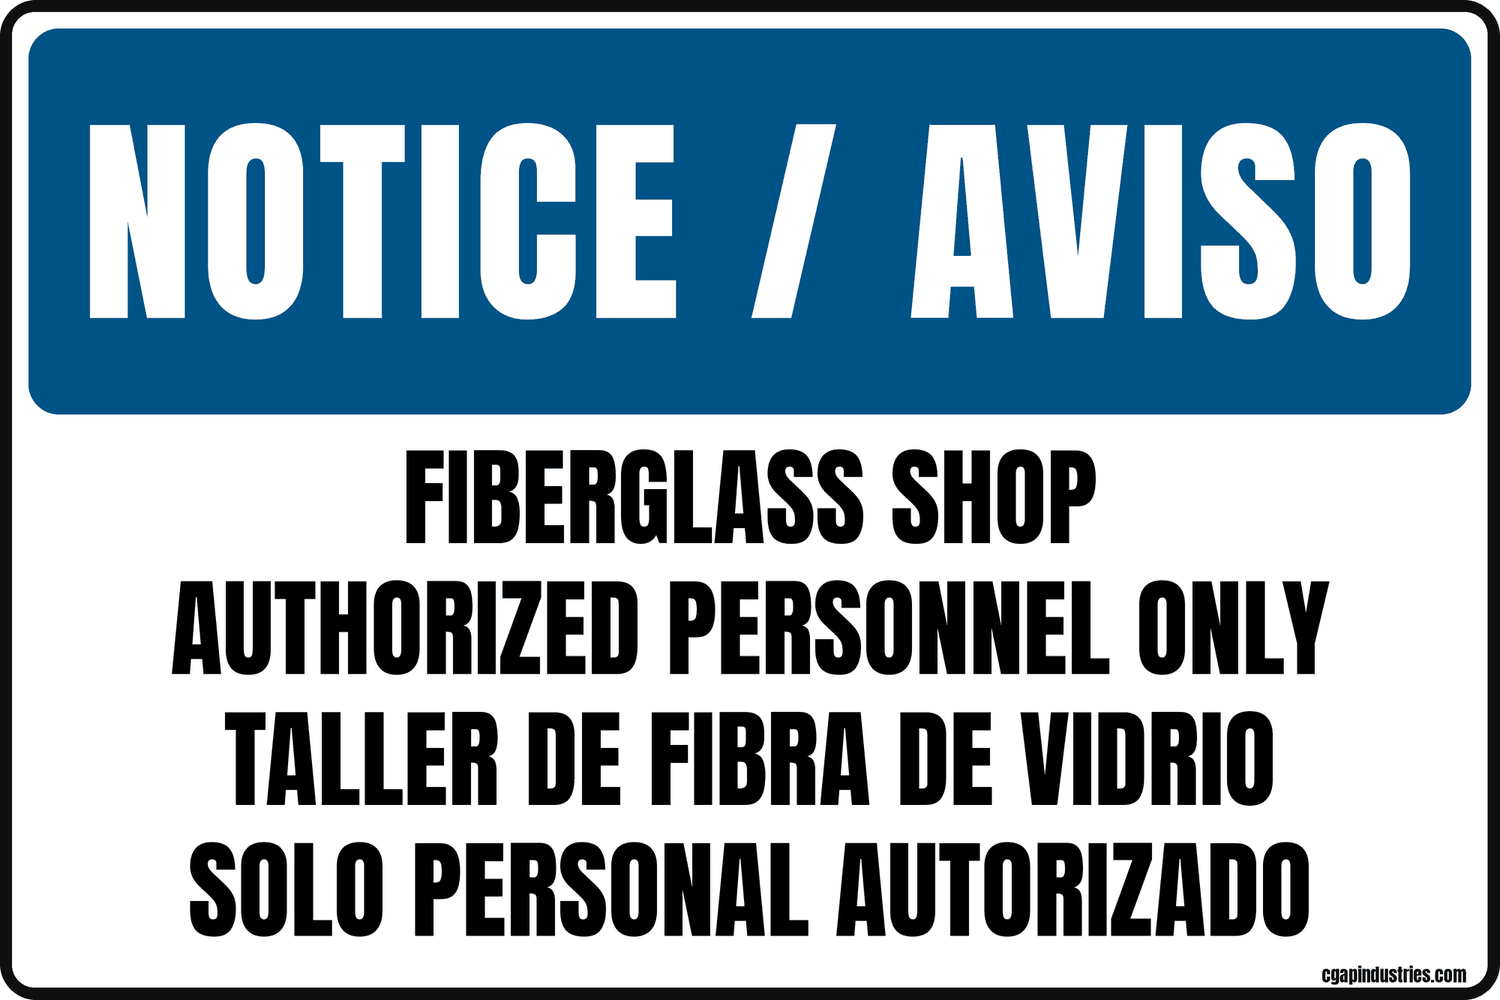 NOTICE / AVISO
FIBERGLASS SHOP
AUTHORIZED PERSONNEL ONLY
TALLER DE FIBRA DE VIDRIO
SOLO PERSONAL AUTORIZADO
cgapindustries.com